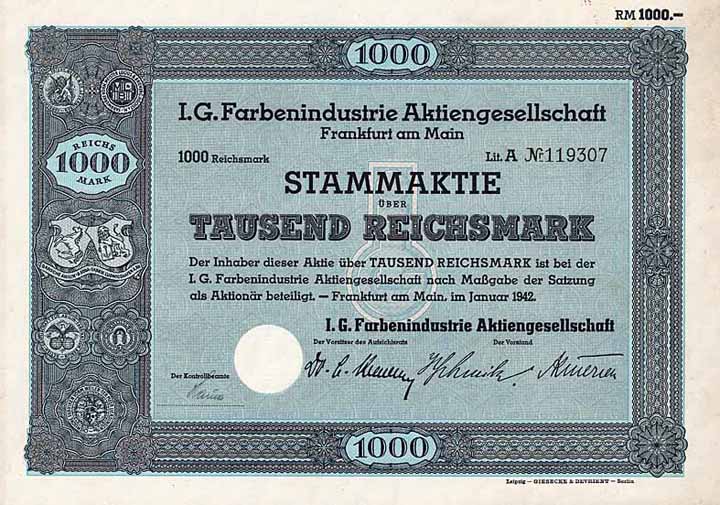 RM 1000.—
1000
I.G. Farbenindustrie Aktiengesellschaft
Frankfurt am Main
1000 Reichsmark Lit. A № 119307
REICHS
1000
MARK
STAMMAKTIE
ÜBER
TAUSEND REICHSMARK
Der Inhaber dieser Aktie über TAUSEND REICHSMARK ist bei der
I. G. Farbenindustrie Aktiengesellschaft nach Maßgabe der Satzung
als Aktionär beteiligt. — Frankfurt am Main, im Januar 1942.
I. G. Farbenindustrie Aktiengesellschaft
Der Vorsitzer des Aufsichtsrats Der Vorstand
Der Kontrollbeamte
1000
Leipzig — GIESECKE & DEVRIENT — Berlin